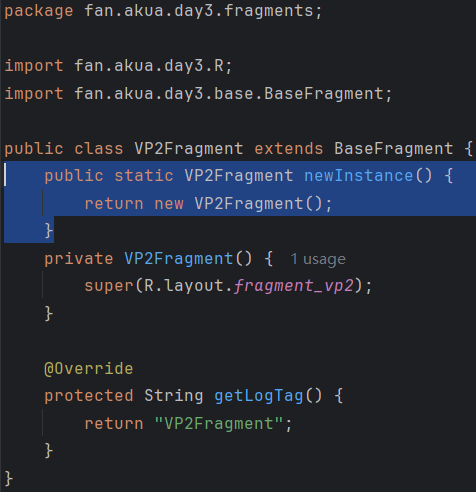 package fan.akua.day3.fragments;
import fan.akua.day3.R;
import fan.akua.day3.base.BaseFragment;
public class VP2Fragment extends BaseFragment {
public static VP2Fragment newInstance() {
return new VP2Fragment();
}
private VP2Fragment() { 1 usage
super(R.layout.fragment_vp2);
}
@Override
protected String getLogTag() {
return "VP2Fragment";
}
}